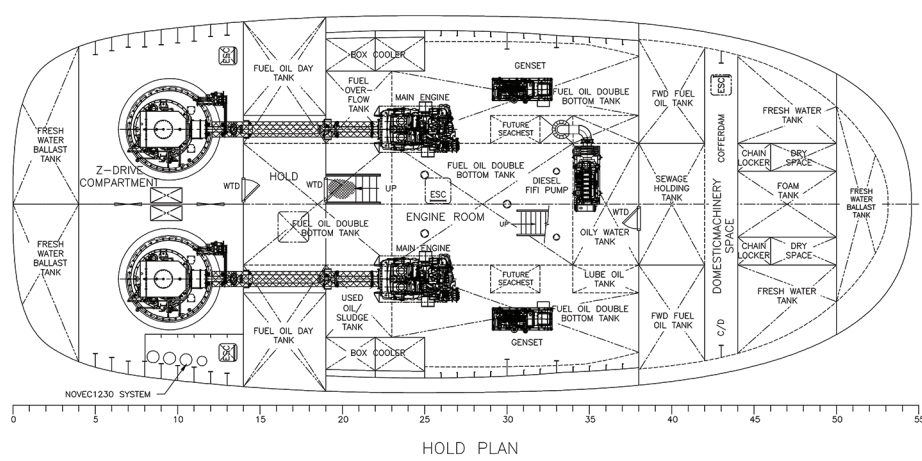 ESC
BOX COOLER
FUEL OIL DAY
TANK
GENSET
FUEL
OVER-
FLOW
TANK
MAIN ENGINE
FUEL OIL DOUBLE
BOTTOM TANK
FWD FUEL
OIL TANK
ESC
FRESH WATER
TANK
FRESH
WATER
BALLAST
TANK
FUTURE
SEACHEST
COFFERDAM
CHAIN
LOCKER
DRY
SPACE
Z-DRIVE
COMPARTMENT
WTD
HOLD
WTD
UP
FUEL OIL DOUBLE
BOTTOM TANK
ESC
DIESEL
FIFI PUMP
SEWAGE
HOLDING
TANK
FOAM
TANK
FRESH
WATER
BALLAST
TANK
FUEL OIL DOUBLE
BOTTOM TANK
ENGINE ROOM
UP
WTD
OILY WATER
TANK
DOMESTICMACHINERY
SPACE
FRESH
WATER
BALLAST
TANK
MAIN ENGINE
CHAIN
LOCKER
DRY
SPACE
FUTURE
SEACHEST
LUBE OIL
TANK
FRESH WATER
TANK
USED
OIL/
SLUDGE
TANK
FUEL OIL DAY
TANK
FUEL OIL DOUBLE
BOTTOM TANK
FWD FUEL
OIL TANK
C/D
GENSET
ESC
BOX COOLER
NOVEC1230 SYSTEM
0 5 10 15 20 25 30 35 40 45 50 55
HOLD PLAN